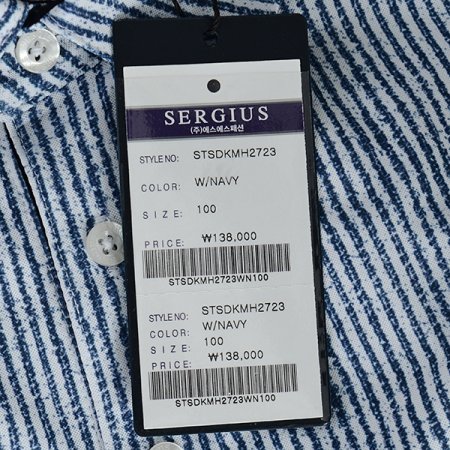 SERGIUS
(주)에스에스패션
STYLE NO: STSDKMH2723
COLOR: W/NAVY
SIZE: 100
PRICE: ₩138,000
STSDKMH2723WN100
STYLE NO: STSDKMH2723
COLOR: W/NAVY
SIZE: 100
PRICE: ₩138,000
STSDKMH2723WN100